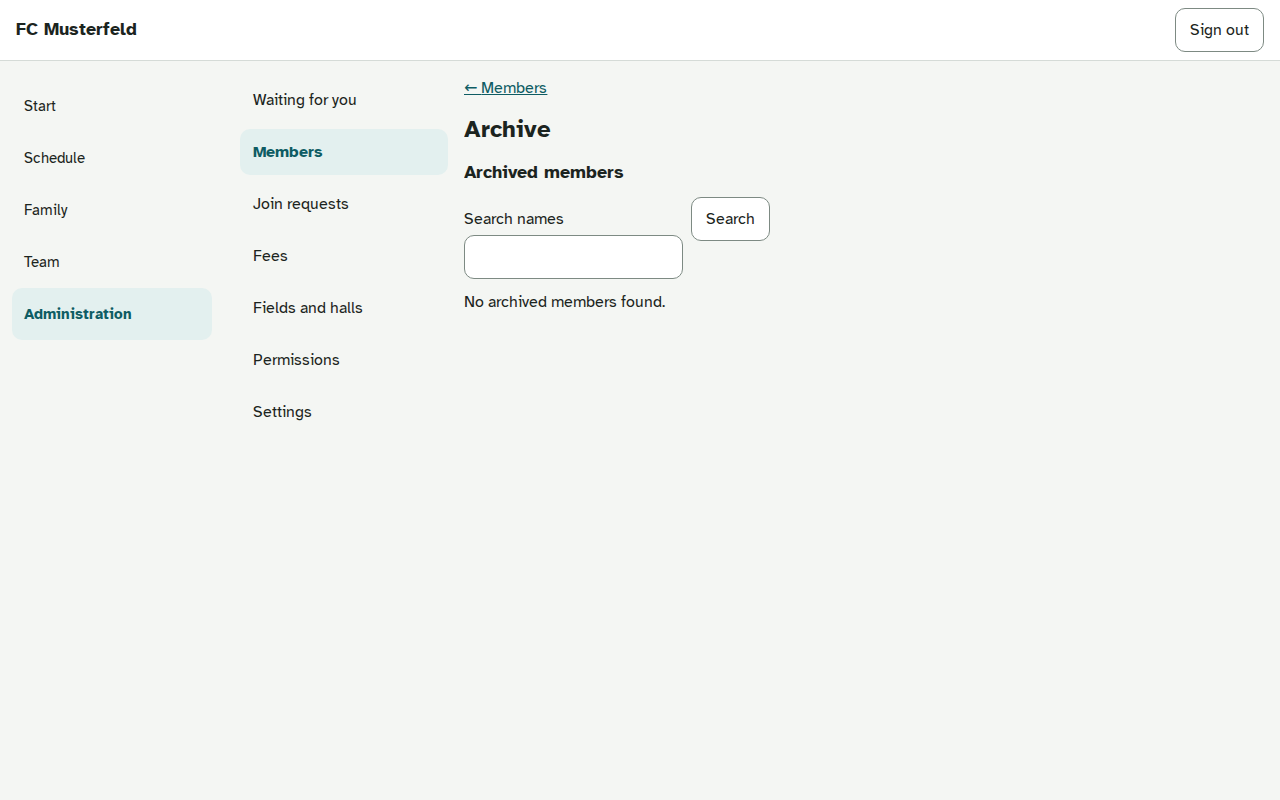 FC Musterfeld
Sign out
Start
Schedule
Family
Team
Administration
Waiting for you
Members
Join requests
Fees
Fields and halls
Permissions
Settings
← Members
Archive
Archived members
Search names
Search
No archived members found.